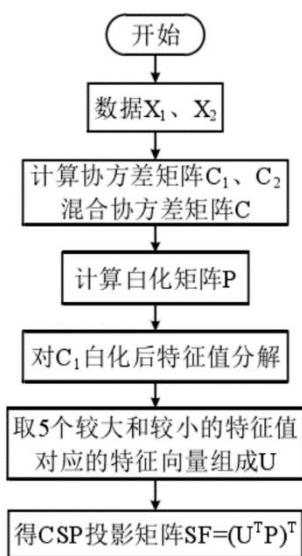 开始
数据X₁、X₂
计算协方差矩阵C₁、C₂
混合协方差矩阵C
计算白化矩阵P
对C₁白化后特征值分解
取5个较大和较小的特征值
对应的特征向量组成U
得CSP投影矩阵SF=(UᵀP)ᵀ